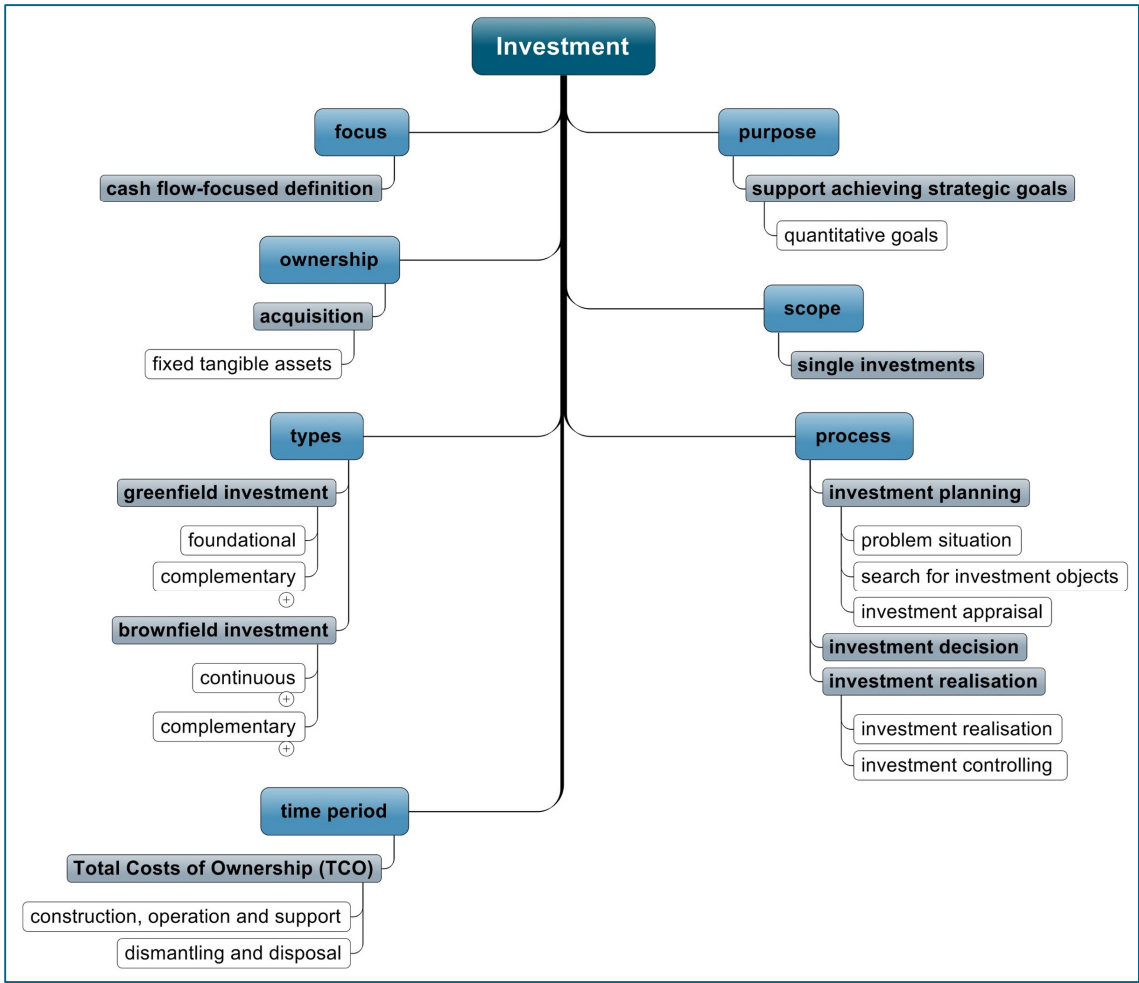 Investment
focus
cash flow-focused definition
ownership
acquisition
fixed tangible assets
types
greenfield investment
foundational
complementary
brownfield investment
continuous
complementary
time period
Total Costs of Ownership (TCO)
construction, operation and support
dismantling and disposal
purpose
support achieving strategic goals
quantitative goals
scope
single investments
process
investment planning
problem situation
search for investment objects
investment appraisal
investment decision
investment realisation
investment realisation
investment controlling